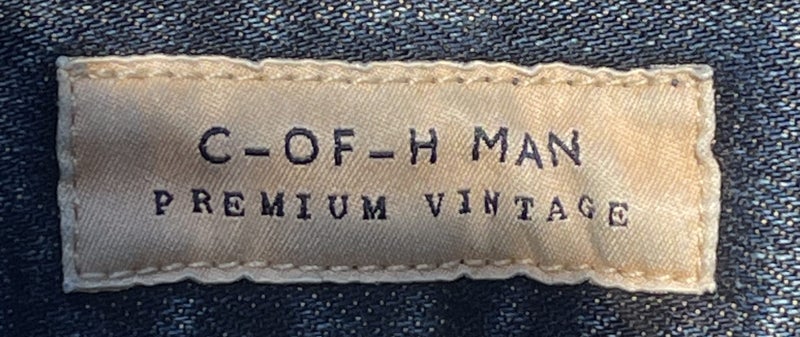 C-OF-H MAN
PREMIUM VINTAGE